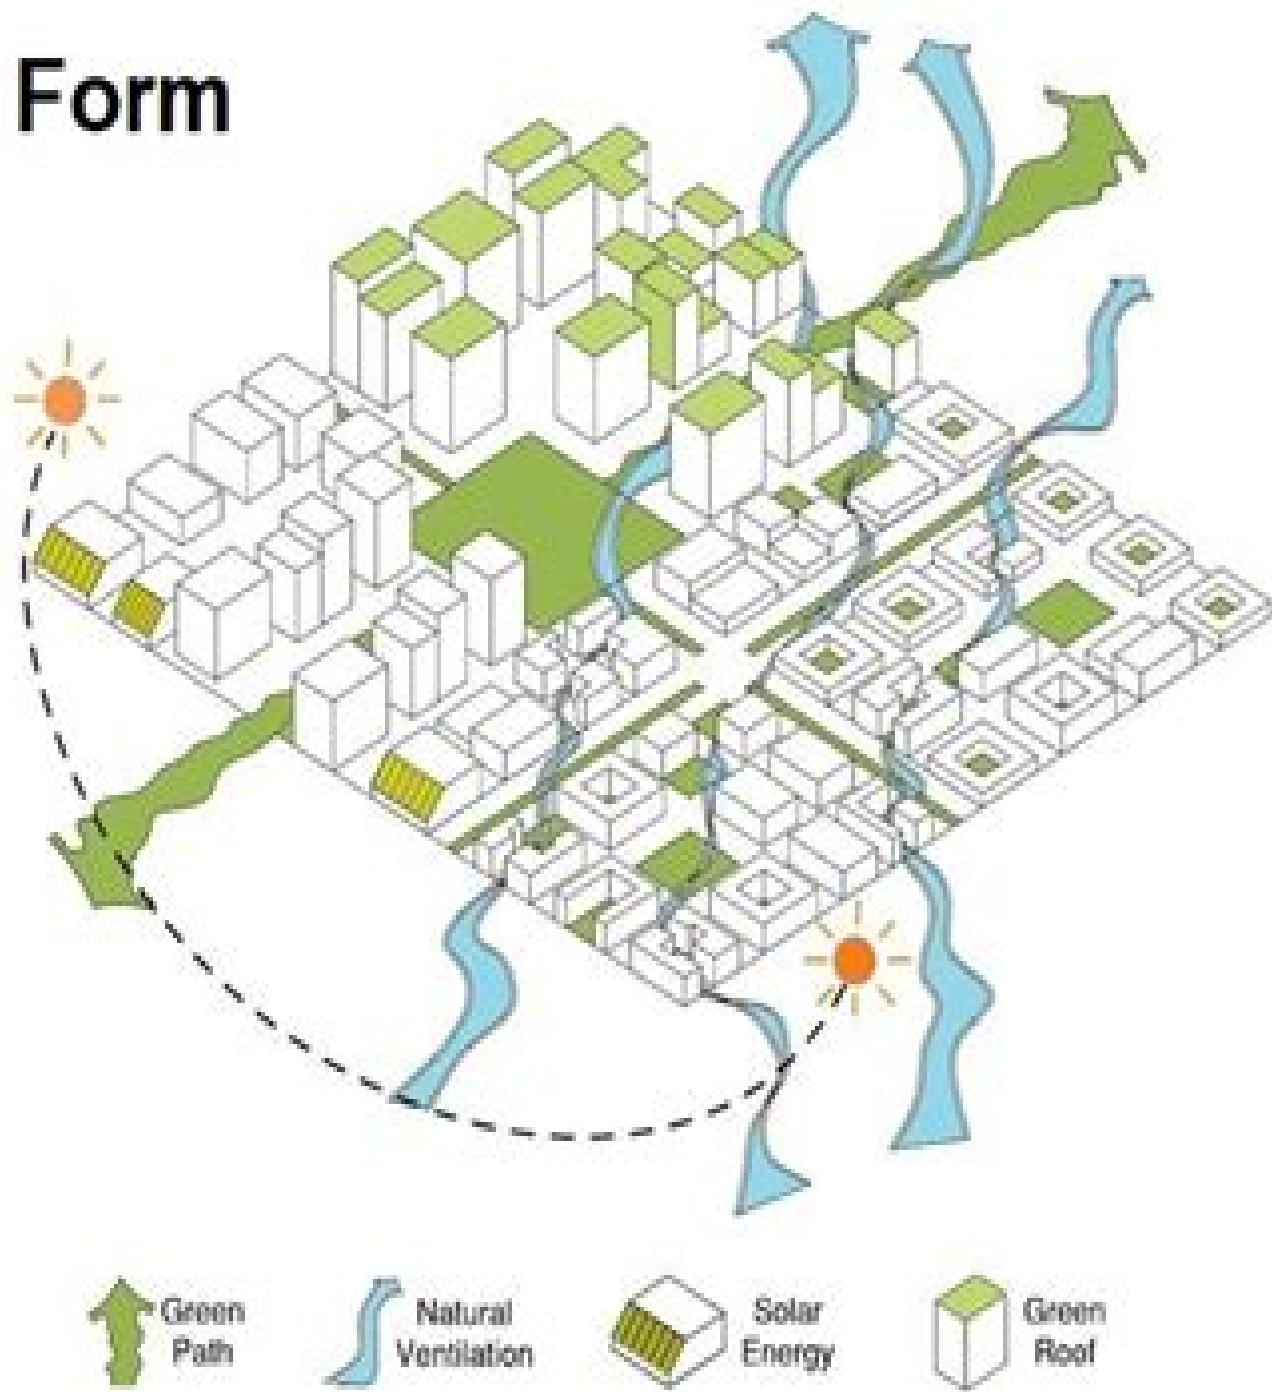 Form
Green
Path
Natural
Ventilation
Solar
Energy
Green
Roof